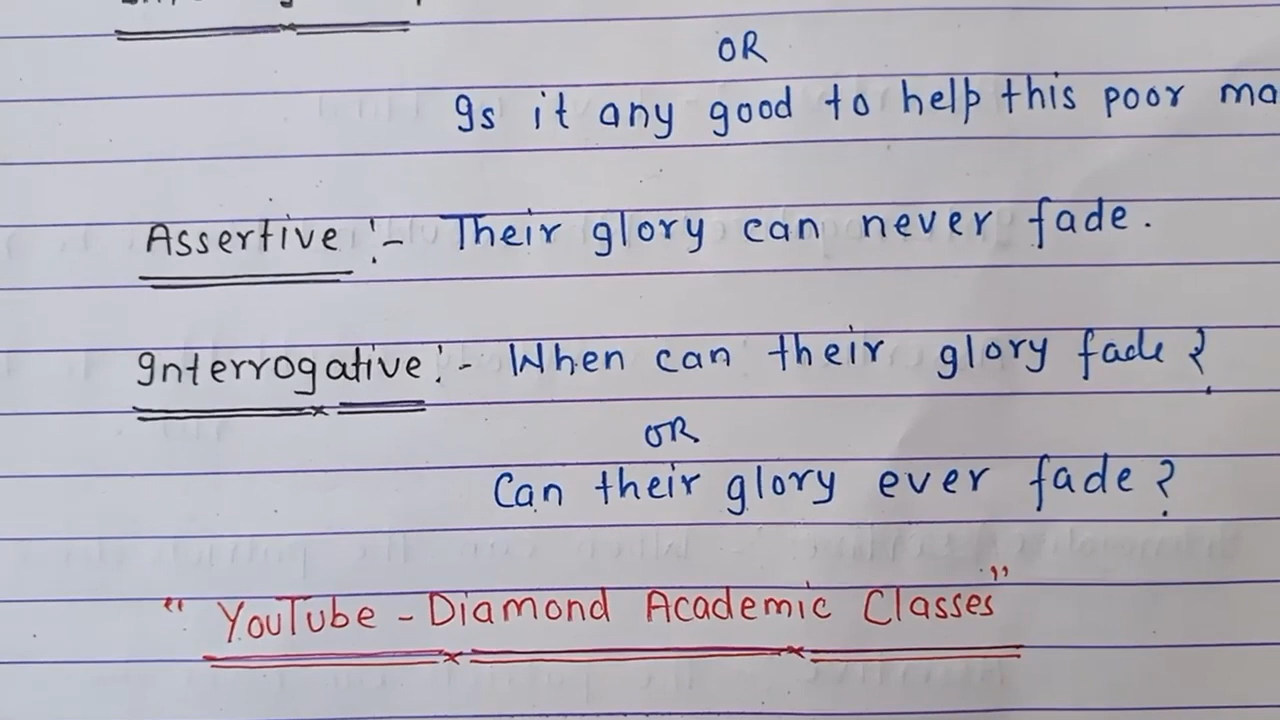 OR
Is it any good to help this poor ma
Assertive :- Their glory can never fade.
Interrogative :- When can their glory fade ?
OR
Can their glory ever fade ?
" YouTube - Diamond Academic Classes "